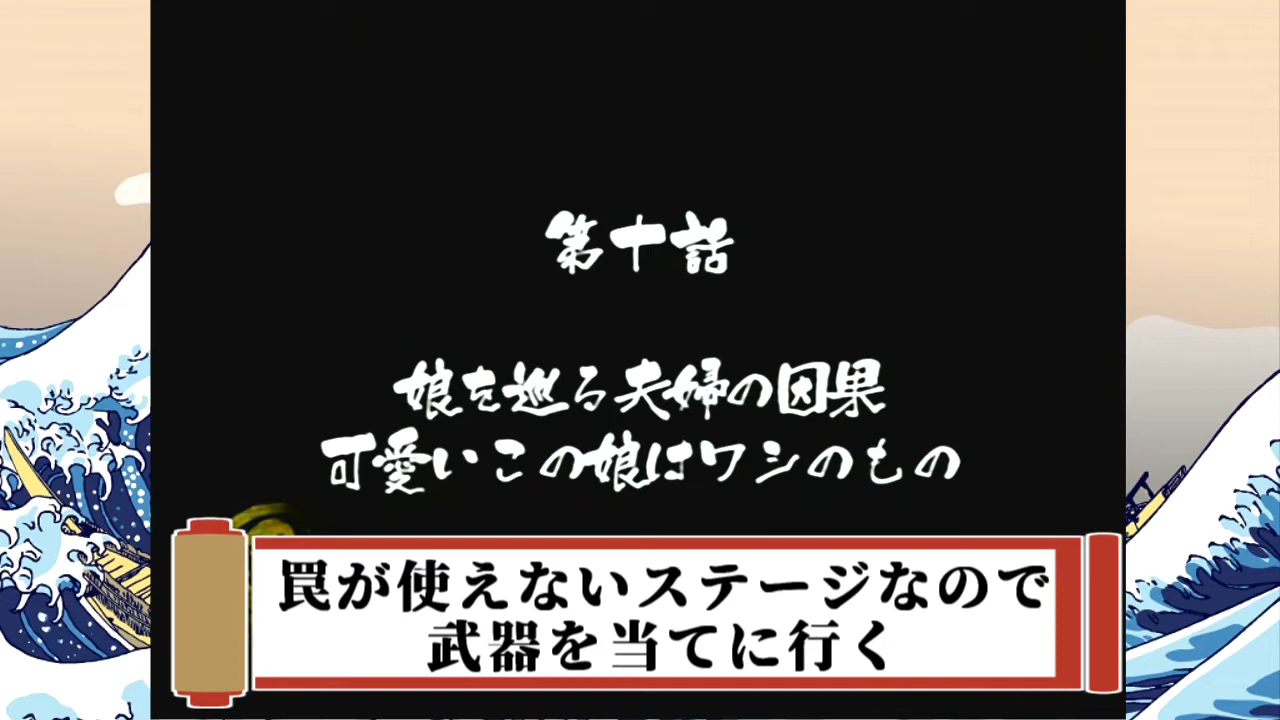 第十話
娘を巡る夫婦の因果
可愛いこの娘はワシのもの
罠が使えないステージなので
武器を当てに行く